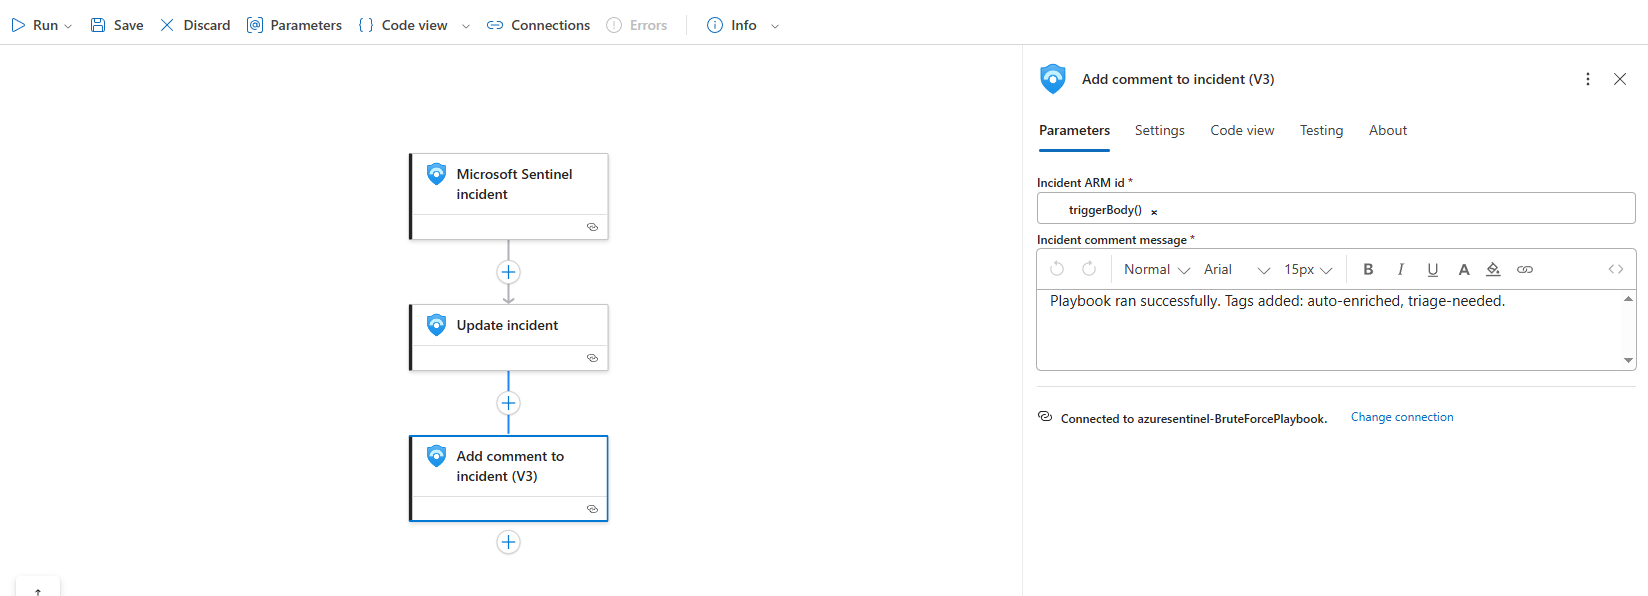 Run Save Discard Parameters Code view Connections Errors Info
Microsoft Sentinel
incident
Update incident
Add comment to
incident (V3)
Add comment to incident (V3)
Parameters Settings Code view Testing About
Incident ARM id *
triggerBody() ×
Incident comment message *
Normal Arial 15px B I U A <>
Playbook ran successfully. Tags added: auto-enriched, triage-needed.
Connected to azuresentinel-BruteForcePlaybook. Change connection